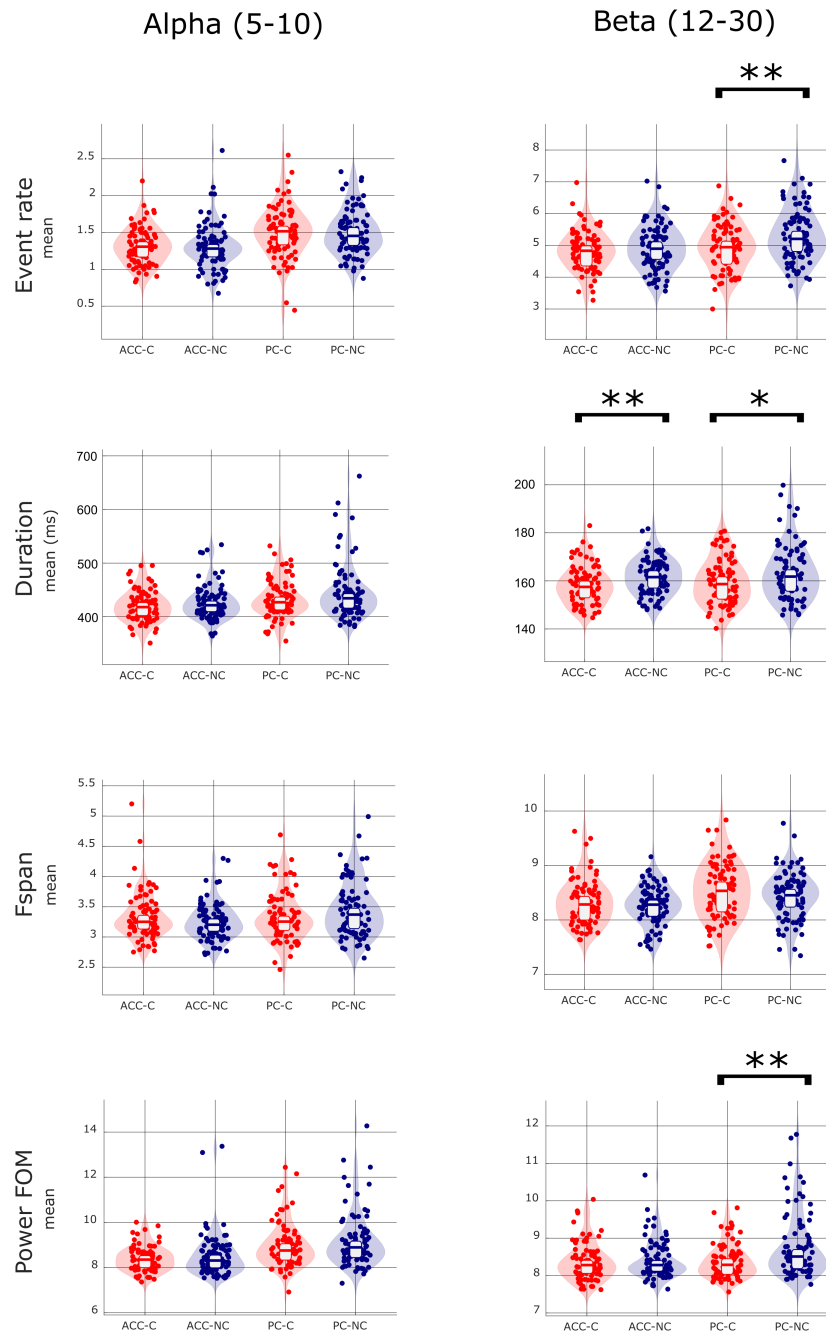 Alpha (5-10)
Beta (12-30)
**
Event rate
mean
2.5
2
1.5
1
0.5
ACC-C ACC-NC PC-C PC-NC
8
7
6
5
4
3
ACC-C ACC-NC PC-C PC-NC
** *
Duration
mean (ms)
700
600
500
400
ACC-C ACC-NC PC-C PC-NC
200
180
160
140
ACC-C ACC-NC PC-C PC-NC
Fspan
mean
5.5
5
4.5
4
3.5
3
2.5
ACC-C ACC-NC PC-C PC-NC
10
9
8
7
ACC-C ACC-NC PC-C PC-NC
**
Power FOM
mean
14
12
10
8
6
ACC-C ACC-NC PC-C PC-NC
12
11
10
9
8
7
ACC-C ACC-NC PC-C PC-NC